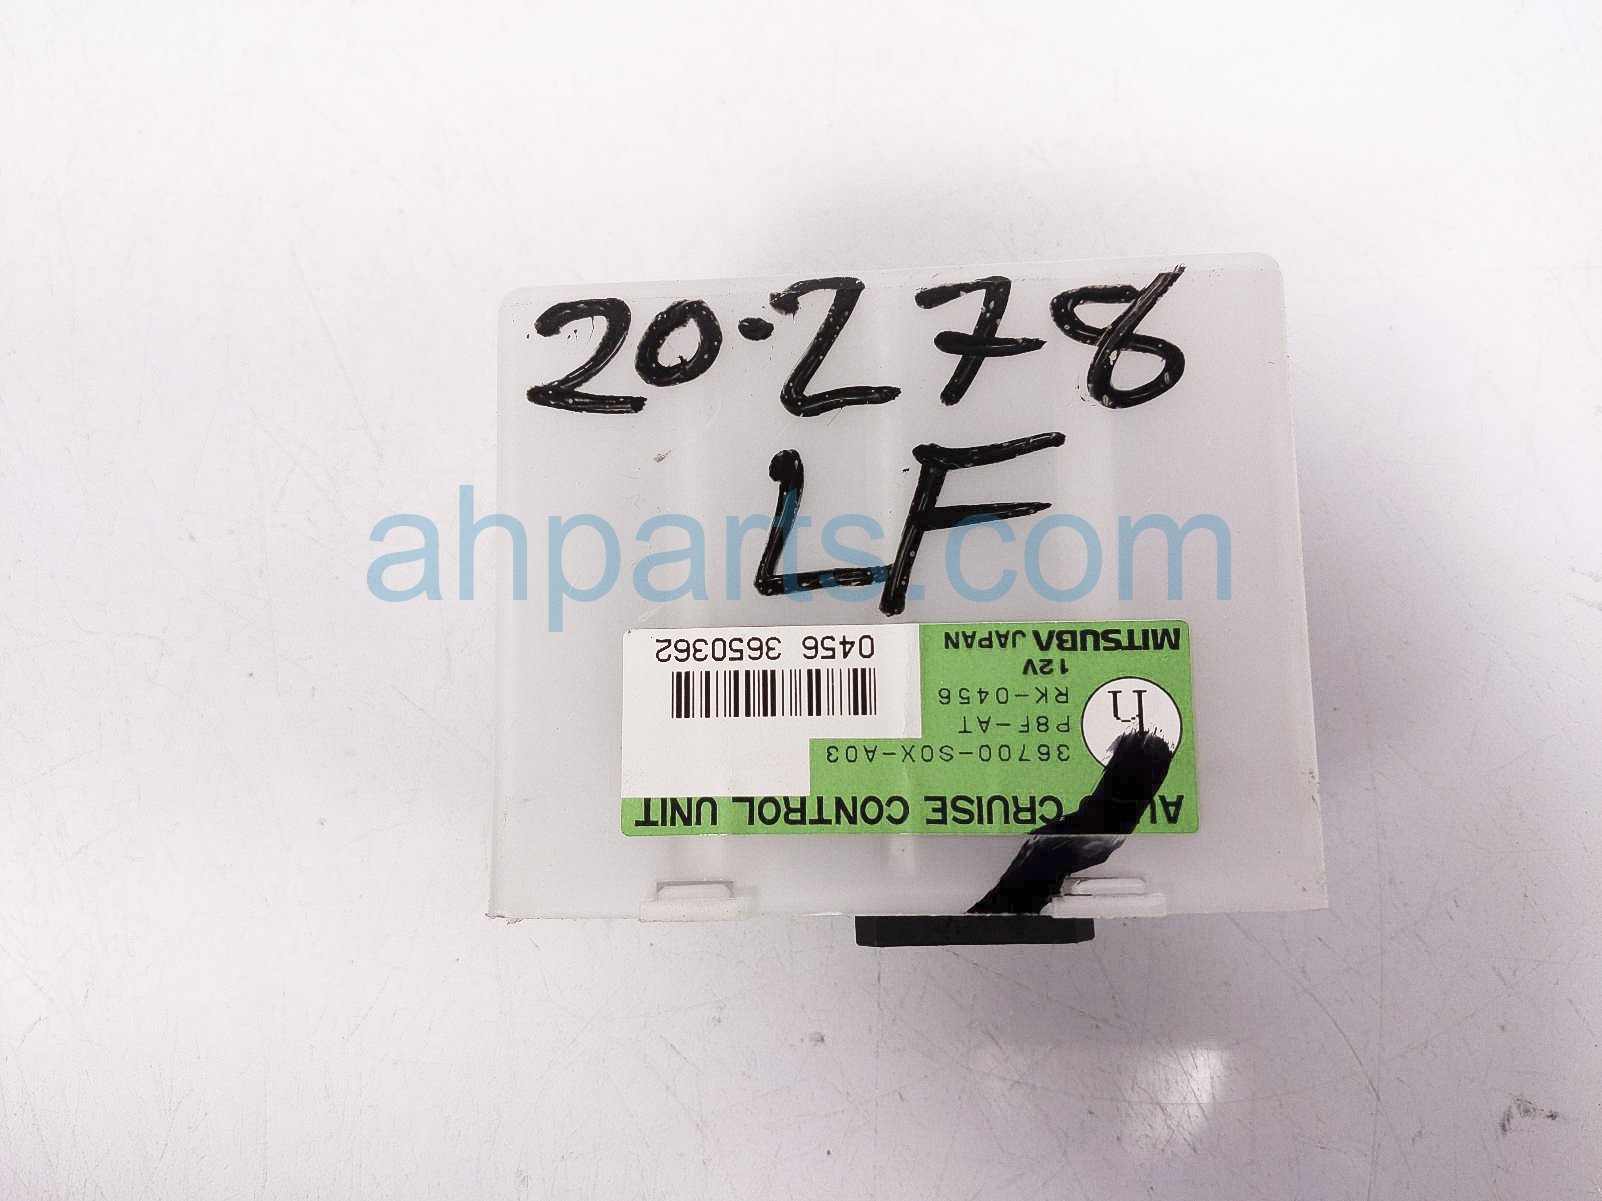 20.278
LF
ahparts.com
AUTO CRUISE CONTROL UNIT
36700-S0X-A03
P8F-AT
RK-0456
12V
MITSUBA JAPAN
0456 3650362